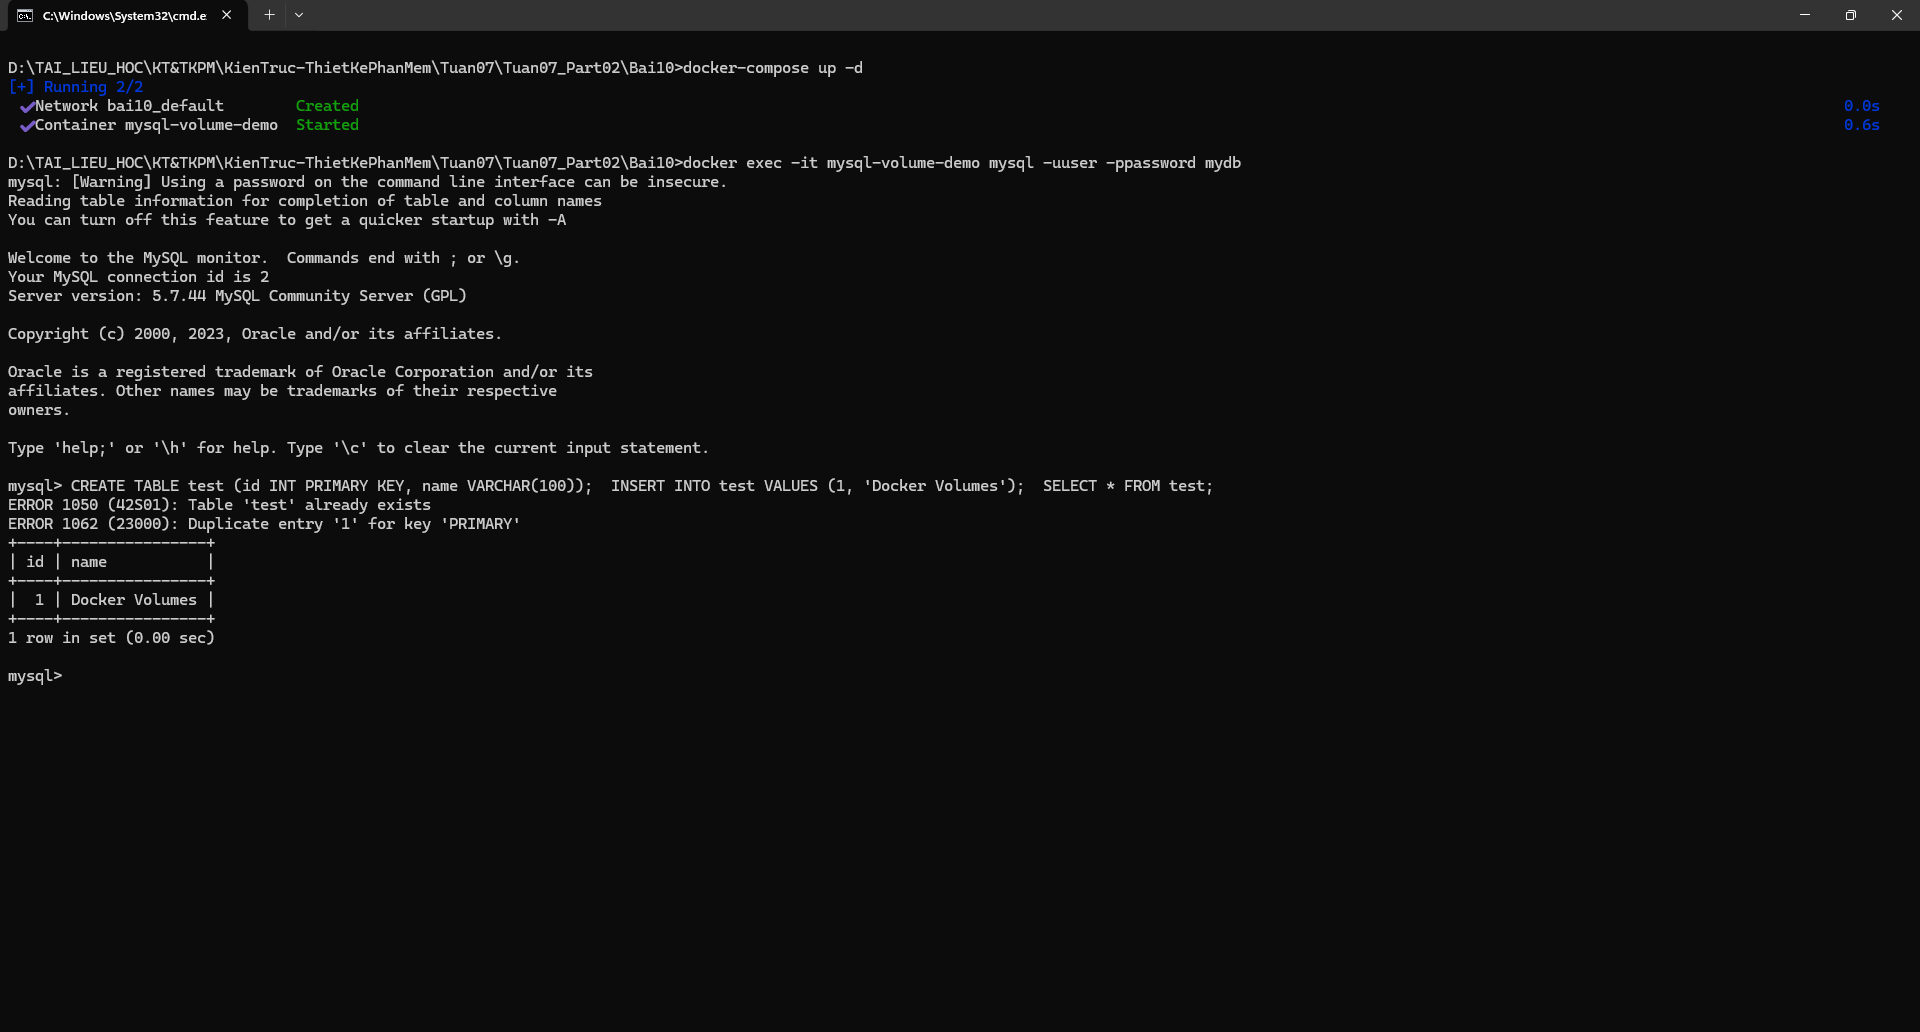 C:\Windows\System32\cmd.e
D:\TAI_LIEU_HOC\KT&TKPM\KienTruc-ThietKePhanMem\Tuan07\Tuan07_Part02\Bai10>docker-compose up -d
[+] Running 2/2
Network bai10_default Created 0.0s
Container mysql-volume-demo Started 0.6s
D:\TAI_LIEU_HOC\KT&TKPM\KienTruc-ThietKePhanMem\Tuan07\Tuan07_Part02\Bai10>docker exec -it mysql-volume-demo mysql -uuser -ppassword mydb
mysql: [Warning] Using a password on the command line interface can be insecure.
Reading table information for completion of table and column names
You can turn off this feature to get a quicker startup with -A
Welcome to the MySQL monitor.  Commands end with ; or \g.
Your MySQL connection id is 2
Server version: 5.7.44 MySQL Community Server (GPL)
Copyright (c) 2000, 2023, Oracle and/or its affiliates.
Oracle is a registered trademark of Oracle Corporation and/or its
affiliates. Other names may be trademarks of their respective
owners.
Type 'help;' or '\h' for help. Type '\c' to clear the current input statement.
mysql> CREATE TABLE test (id INT PRIMARY KEY, name VARCHAR(100));  INSERT INTO test VALUES (1, 'Docker Volumes');  SELECT * FROM test;
ERROR 1050 (42S01): Table 'test' already exists
ERROR 1062 (23000): Duplicate entry '1' for key 'PRIMARY'
+----+----------------+
| id | name           |
+----+----------------+
|  1 | Docker Volumes |
+----+----------------+
1 row in set (0.00 sec)
mysql>